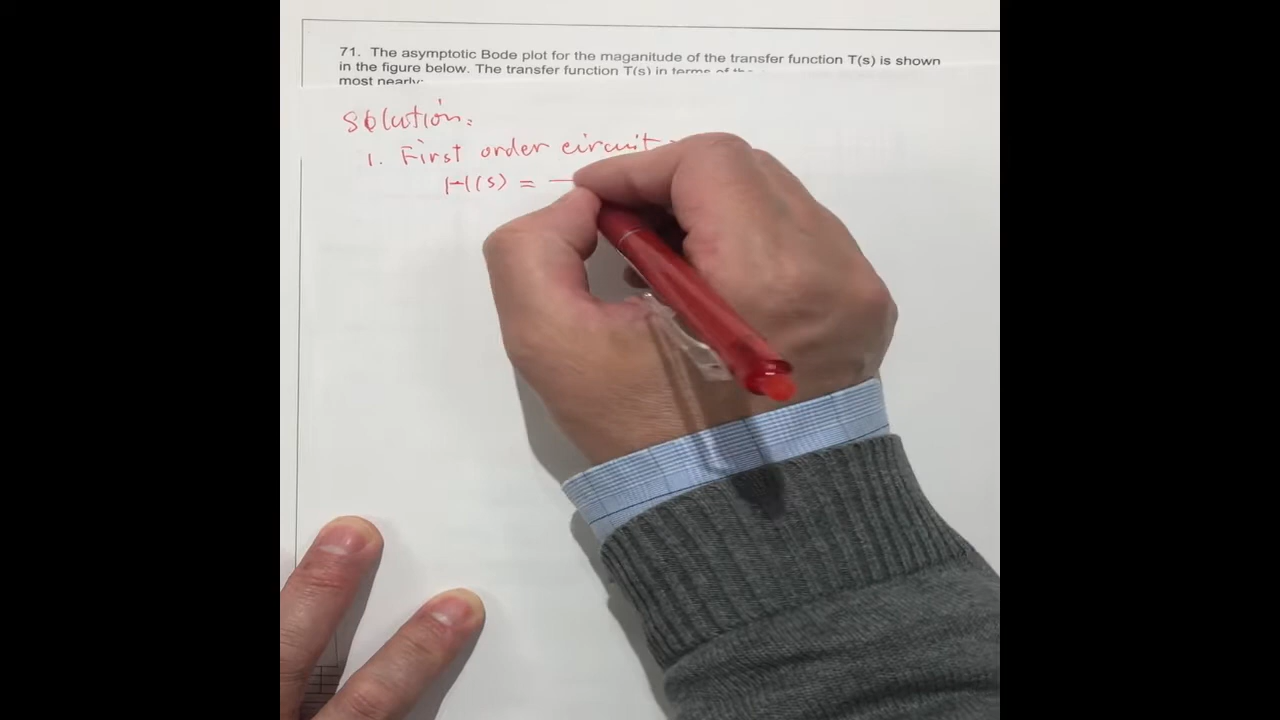 71. The asymptotic Bode plot for the maganitude of the transfer function T(s) is shown
in the figure below. The transfer function T(s) in terms of the
most nearly:
Solution:
1. First order circuit
H(s) =